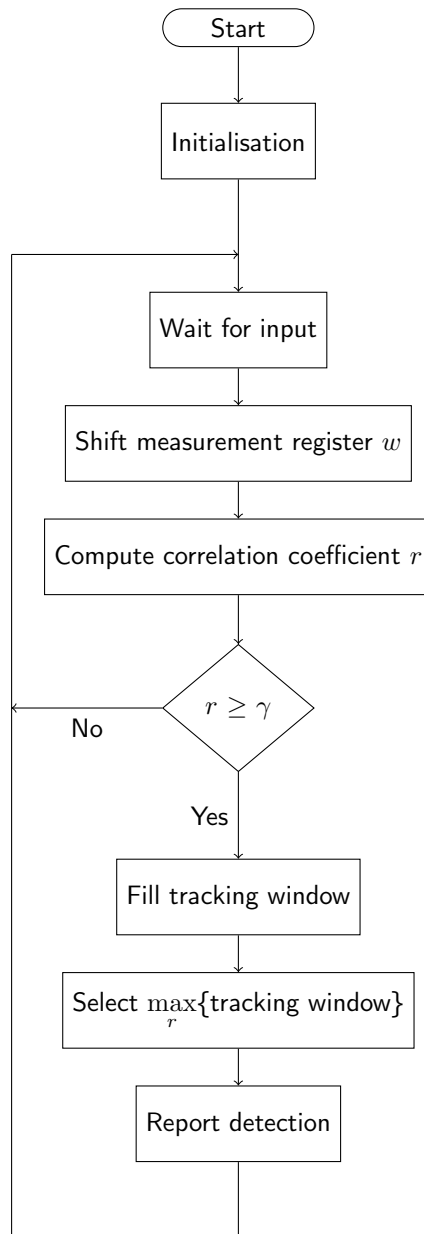 Start
Initialisation
Wait for input
Shift measurement register w
Compute correlation coefficient r
r ≥ γ
No
Yes
Fill tracking window
Select max{tracking window}
r
Report detection